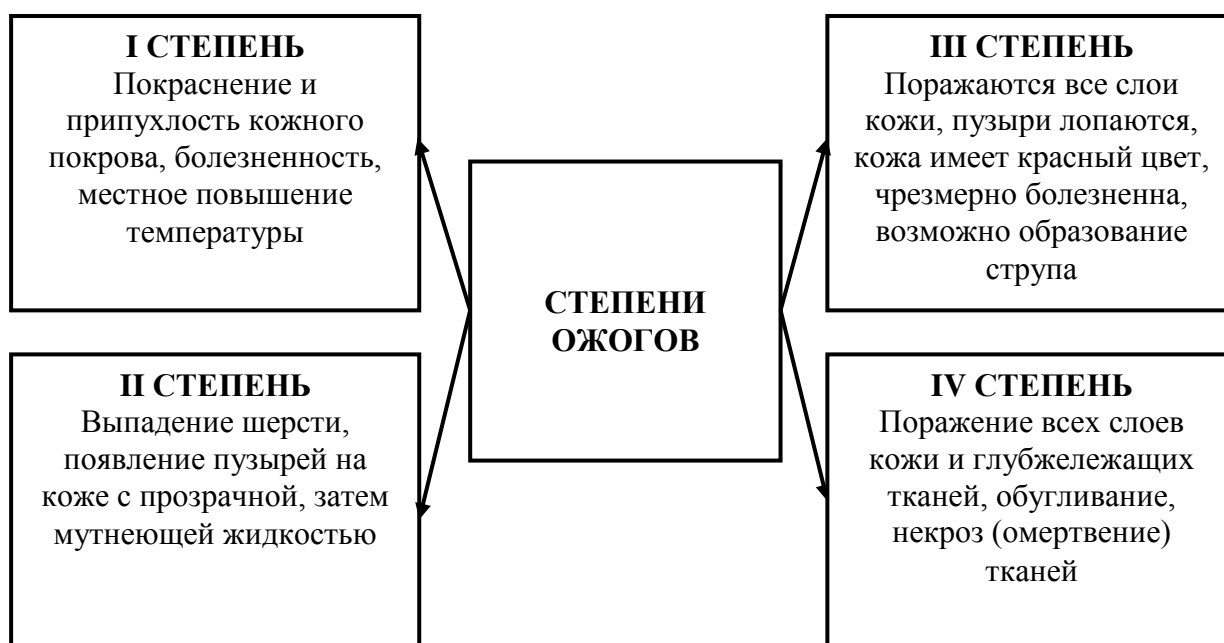 I СТЕПЕНЬ
Покраснение и
припухлость кожного
покрова, болезненность,
местное повышение
температуры
II СТЕПЕНЬ
Выпадение шерсти,
появление пузырей на
коже с прозрачной, затем
мутнеющей жидкостью
СТЕПЕНИ
ОЖОГОВ
III СТЕПЕНЬ
Поражаются все слои
кожи, пузыри лопаются,
кожа имеет красный цвет,
чрезмерно болезненна,
возможно образование
струпа
IV СТЕПЕНЬ
Поражение всех слоев
кожи и глубжележащих
тканей, обугливание,
некроз (омертвение)
тканей